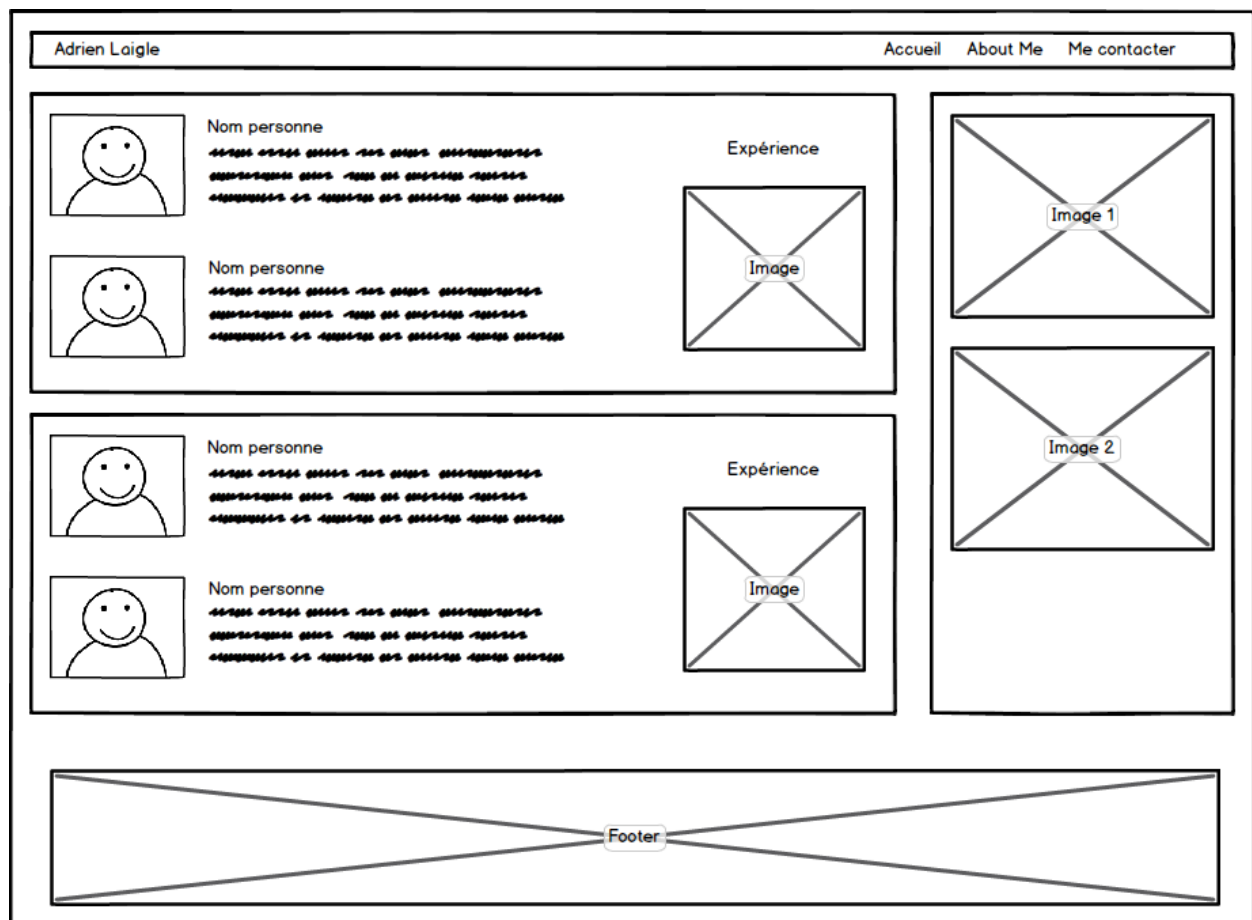 Adrien Laigle
Accueil About Me Me contacter
Nom personne
Nom personne
Expérience
Image
Nom personne
Nom personne
Expérience
Image
Image 1
Image 2
Footer